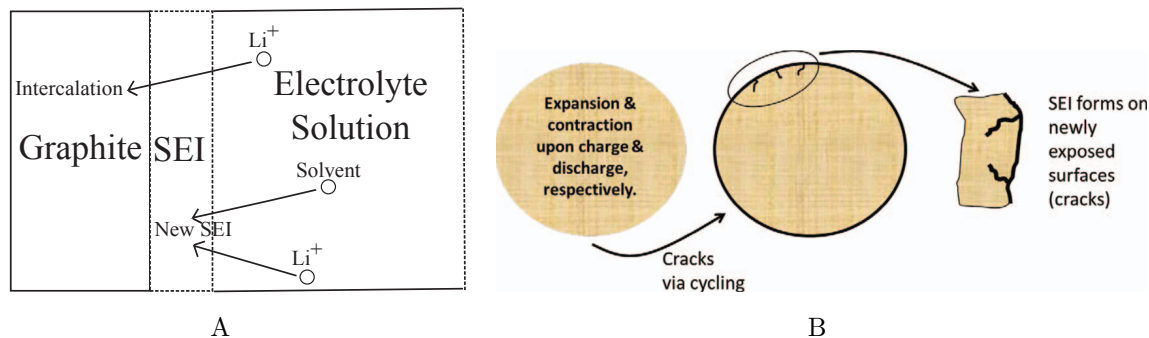 Li+
Intercalation
Electrolyte
Solution
Graphite
SEI
Solvent
New SEI
Li+
A
Expansion &
contraction
upon charge &
discharge,
respectively.
Cracks
via cycling
SEI forms on
newly
exposed
surfaces
(cracks)
B